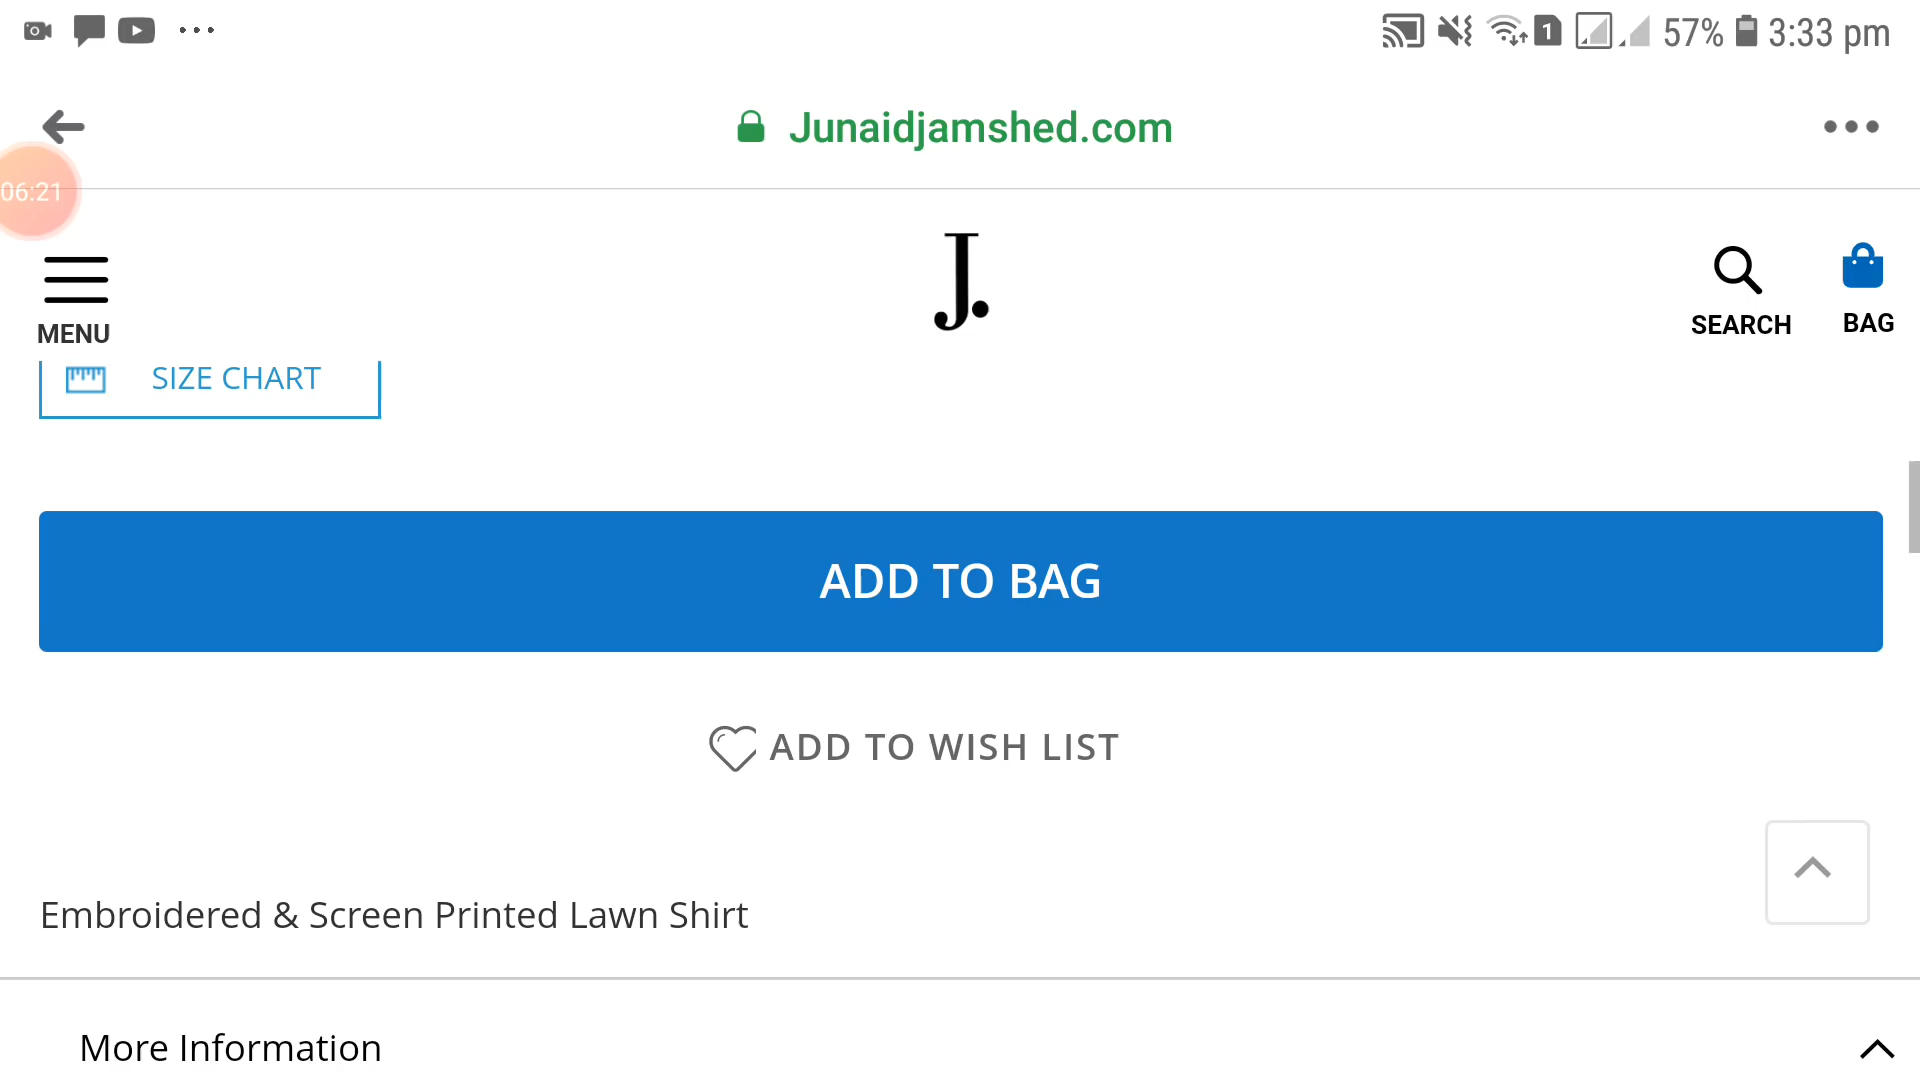 57% 3:33 pm
Junaidjamshed.com
06:21
J.
MENU
SEARCH
BAG
SIZE CHART
ADD TO BAG
ADD TO WISH LIST
Embroidered & Screen Printed Lawn Shirt
More Information